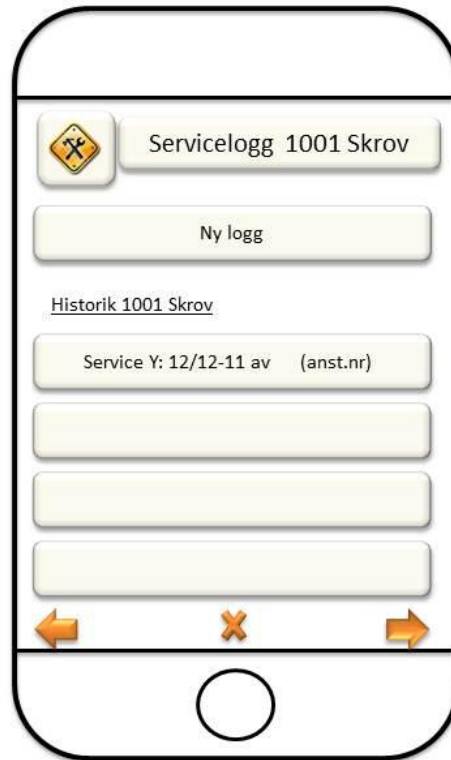 Servicelogg 1001 Skrov
Ny logg
Historik 1001 Skrov
Service Y: 12/12-11 av (anst.nr)